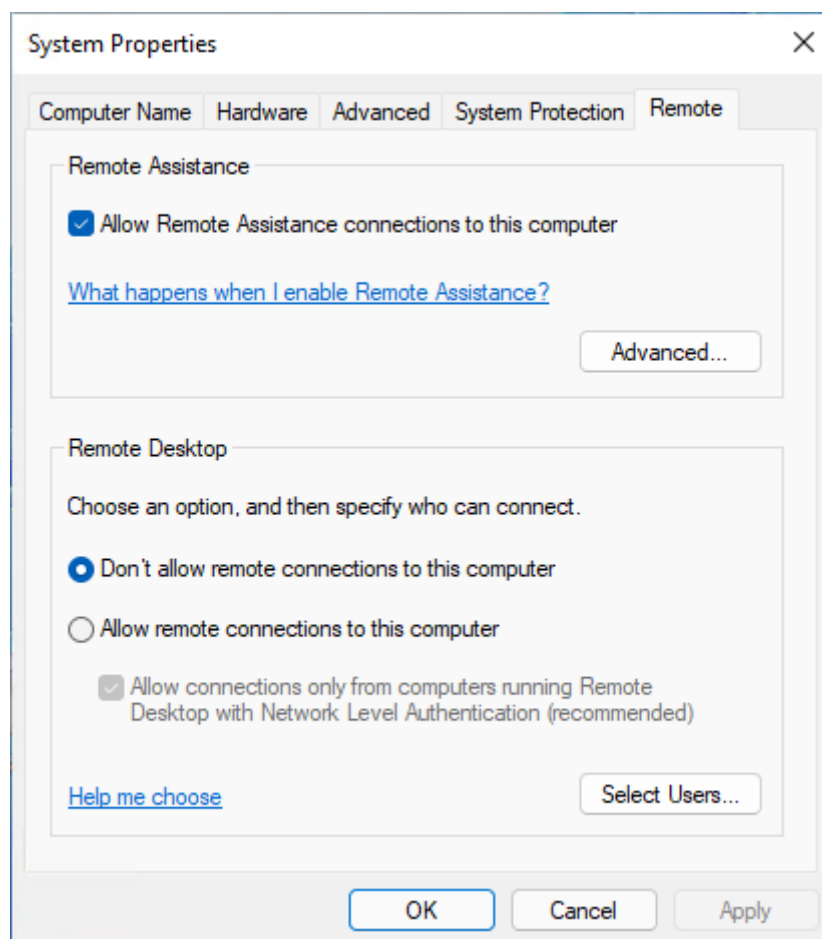 System Properties
Computer Name Hardware Advanced System Protection Remote
Remote Assistance
Allow Remote Assistance connections to this computer
What happens when I enable Remote Assistance?
Advanced...
Remote Desktop
Choose an option, and then specify who can connect.
Don't allow remote connections to this computer
Allow remote connections to this computer
Allow connections only from computers running Remote
Desktop with Network Level Authentication (recommended)
Help me choose
Select Users...
OK Cancel Apply